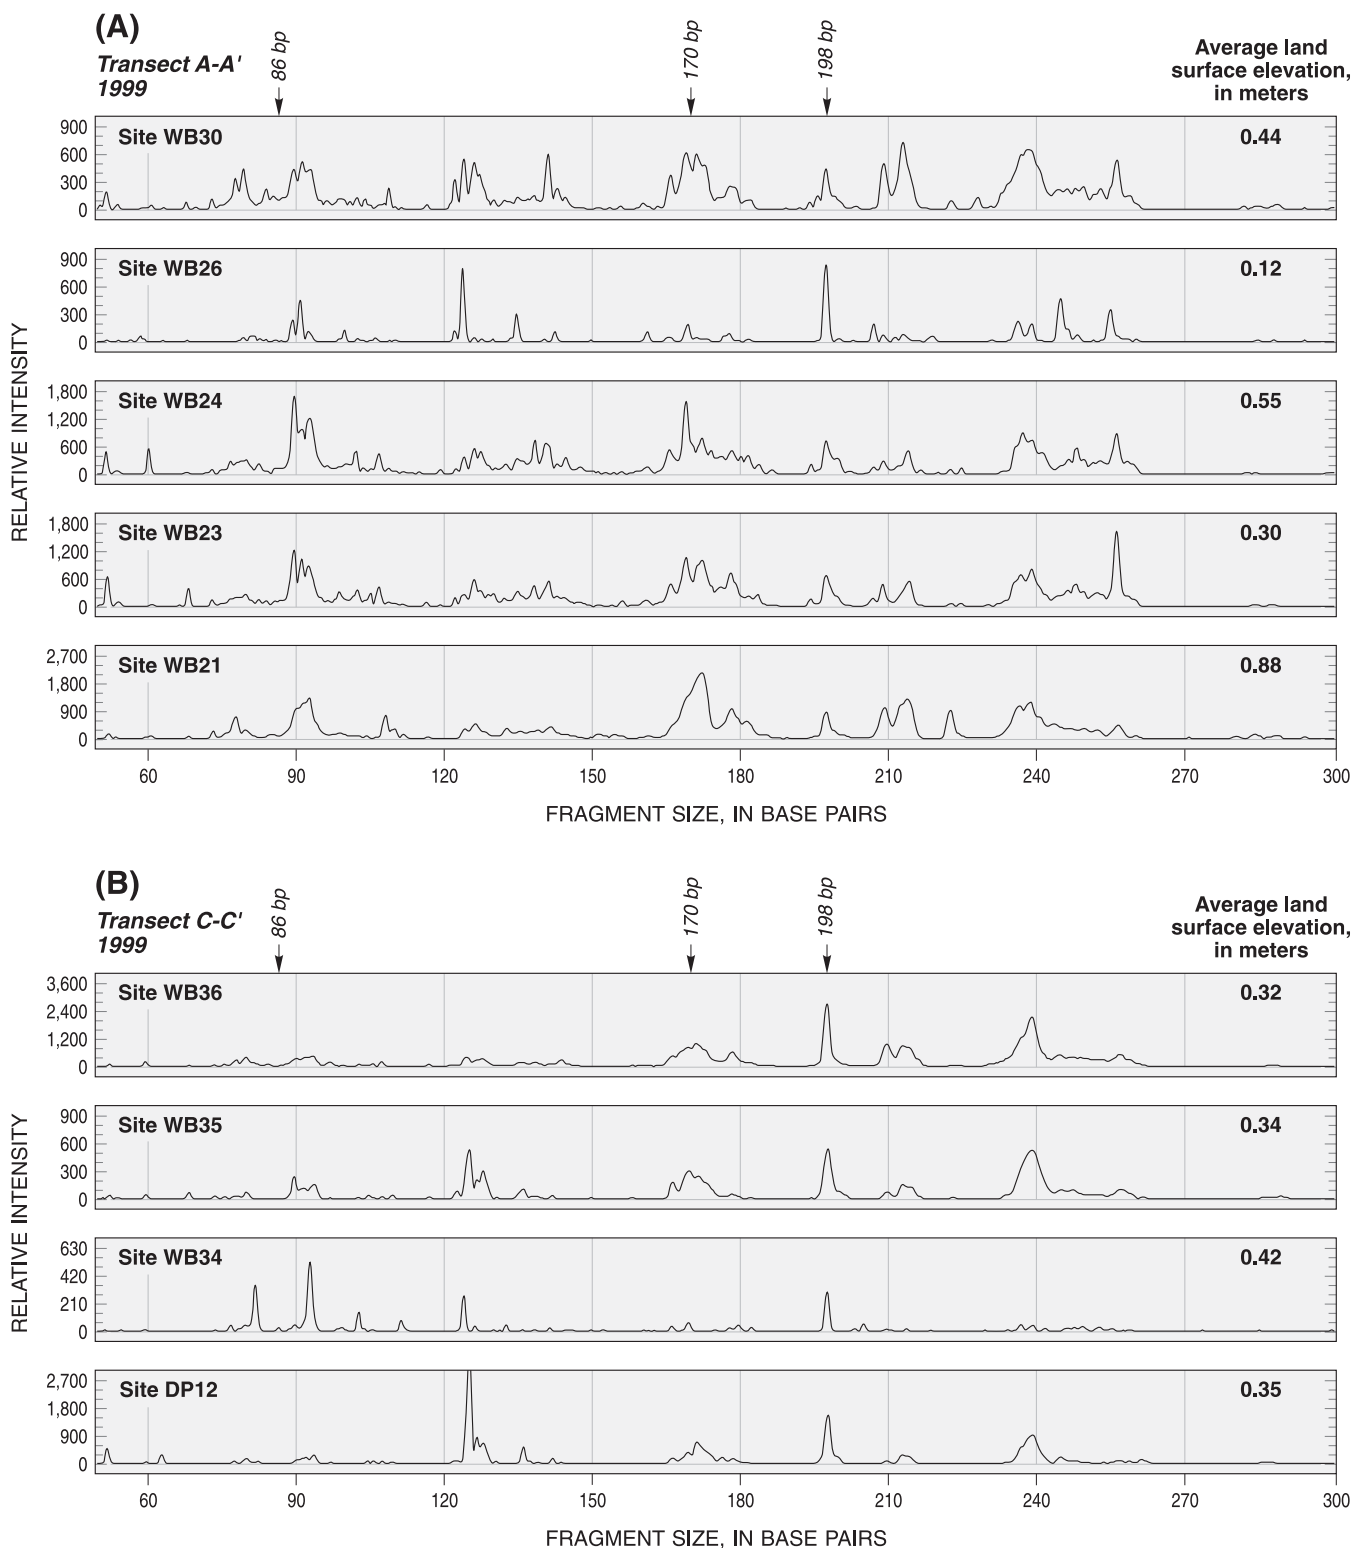 (A)
Transect A-A'
1999
86 bp
170 bp
198 bp
Average land
surface elevation,
in meters
RELATIVE INTENSITY
900
600
300
0
Site WB30
0.44
900
600
300
0
Site WB26
0.12
1,800
1,200
600
0
Site WB24
0.55
1,800
1,200
600
0
Site WB23
0.30
2,700
1,800
900
0
Site WB21
0.88
60 90 120 150 180 210 240 270 300
FRAGMENT SIZE, IN BASE PAIRS
(B)
Transect C-C'
1999
86 bp
170 bp
198 bp
Average land
surface elevation,
in meters
RELATIVE INTENSITY
3,600
2,400
1,200
0
Site WB36
0.32
900
600
300
0
Site WB35
0.34
630
420
210
0
Site WB34
0.42
2,700
1,800
900
0
Site DP12
0.35
60 90 120 150 180 210 240 270 300
FRAGMENT SIZE, IN BASE PAIRS